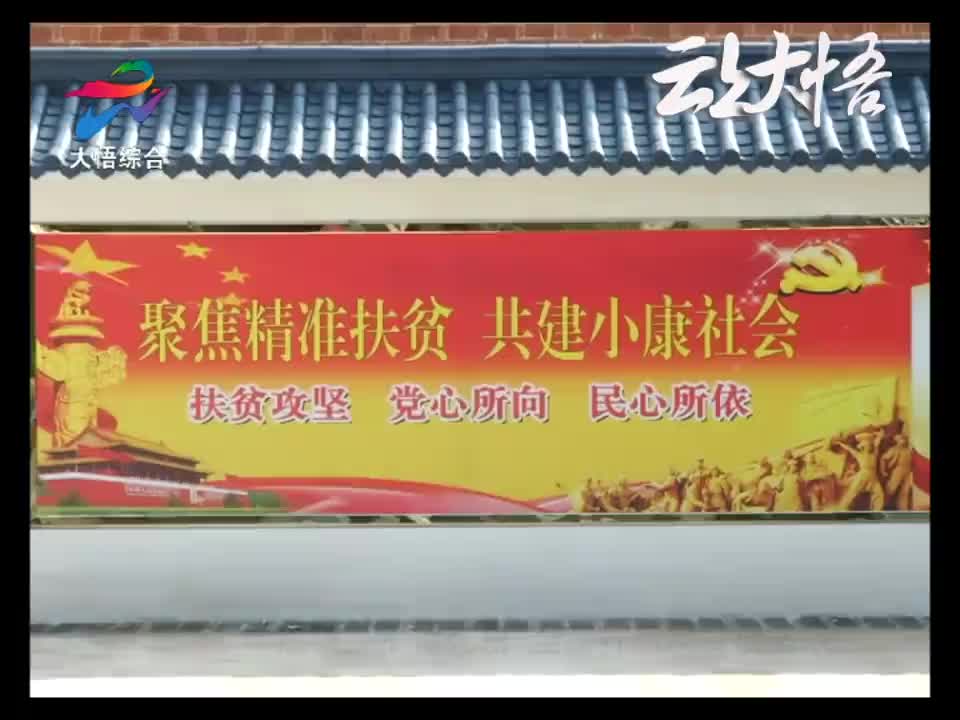 云上大悟
大悟综合
聚焦精准扶贫 共建小康社会
扶贫攻坚 党心所向 民心所依